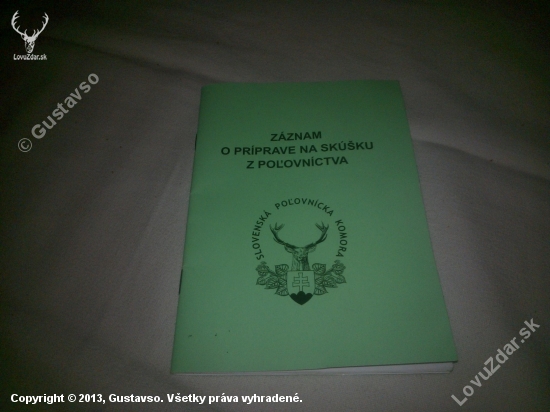 LovuZdar.sk
© Gustavso
ZÁZNAM
O PRÍPRAVE NA SKÚŠKU
Z POĽOVNÍCTVA
SLOVENSKÁ POĽOVNÍCKA KOMORA
LovuZdar.sk
Copyright © 2013, Gustavso. Všetky práva vyhradené.